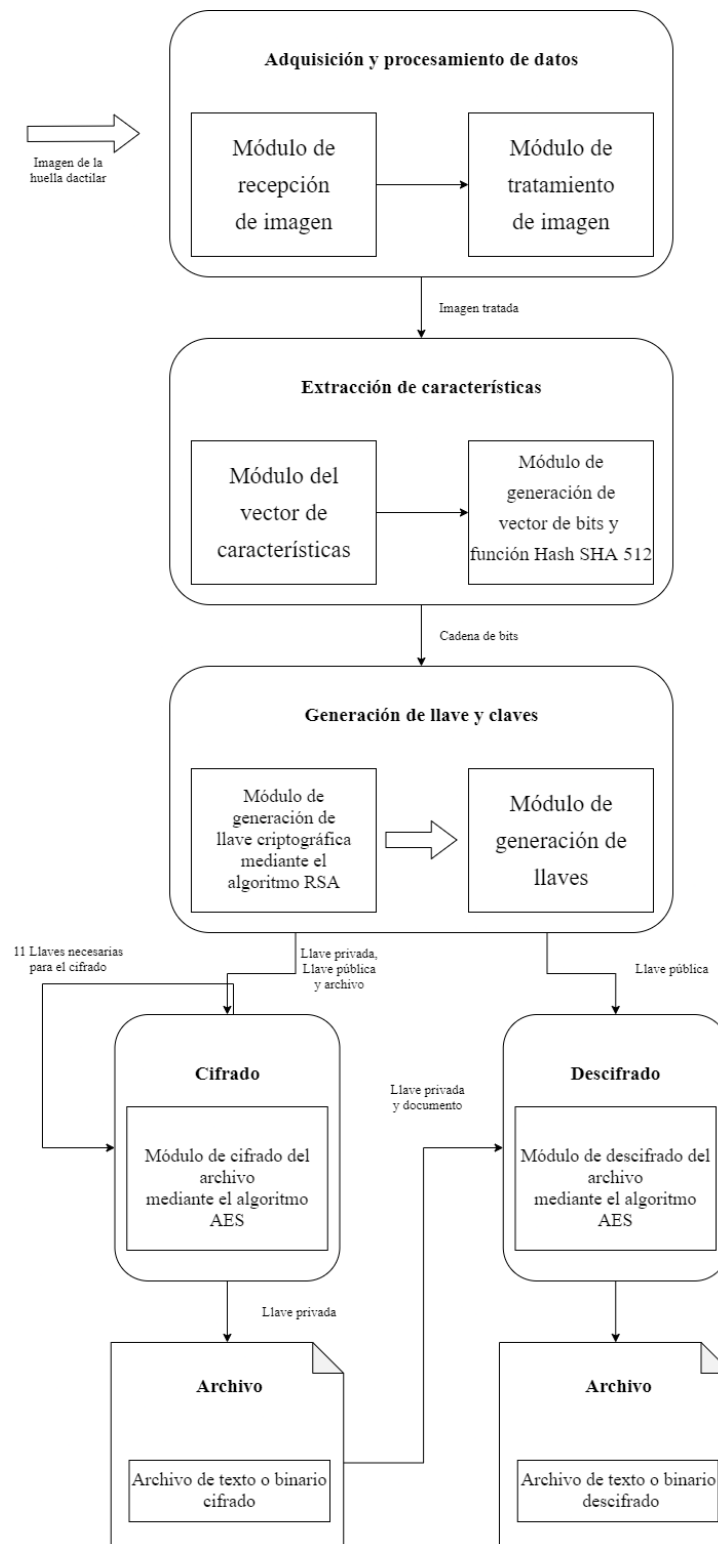 Adquisición y procesamiento de datos
Imagen de la
huella dactilar
Módulo de
recepción
de imagen
Módulo de
tratamiento
de imagen
Imagen tratada
Extracción de características
Módulo del
vector de
características
Módulo de
generación de
vector de bits y
función Hash SHA 512
Cadena de bits
Generación de llave y claves
Módulo de
generación de
llave criptográfica
mediante el
algoritmo RSA
Módulo de
generación de
llaves
11 Llaves necesarias
para el cifrado
Llave privada,
Llave pública
y archivo
Llave pública
Cifrado
Módulo de cifrado del
archivo
mediante el algoritmo
AES
Llave privada
y documento
Descifrado
Módulo de descifrado del
archivo
mediante el algoritmo
AES
Llave privada
Archivo
Archivo de texto o binario
cifrado
Archivo
Archivo de texto o binario
descifrado